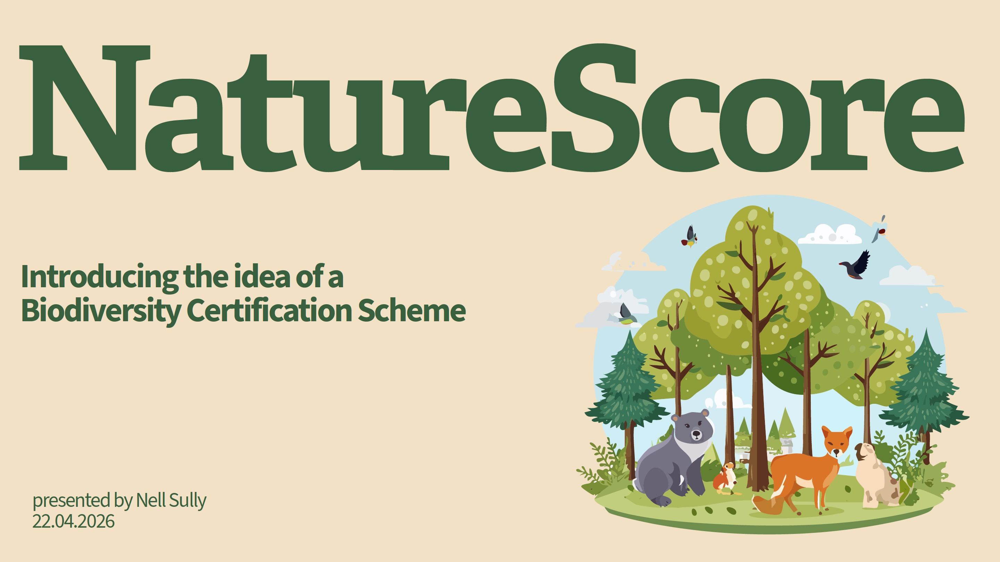 NatureScore
Introducing the idea of a
Biodiversity Certification Scheme
presented by Nell Sully
22.04.2026